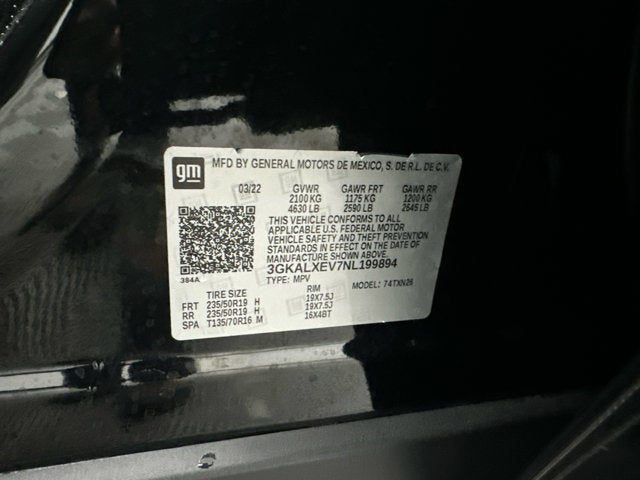 gm MFD BY GENERAL MOTORS DE MEXICO, S. DE R.L. DE C.V.
03/22 GVWR GAWR FRT GAWR RR
2100 KG 1175 KG 1200 KG
4630 LB 2590 LB 2645 LB
THIS VEHICLE CONFORMS TO ALL
APPLICABLE U.S. FEDERAL MOTOR
VEHICLE SAFETY AND THEFT PREVENTION
STANDARDS IN EFFECT ON THE DATE OF
MANUFACTURE SHOWN ABOVE.
3GKALXEV7NL199894
384A TYPE: MPV MODEL: 74TXN26
TIRE SIZE RIM
FRT 235/50R19 H 19X7.5J
RR 235/50R19 H 19X7.5J
SPA T135/70R16 M 16X4BT